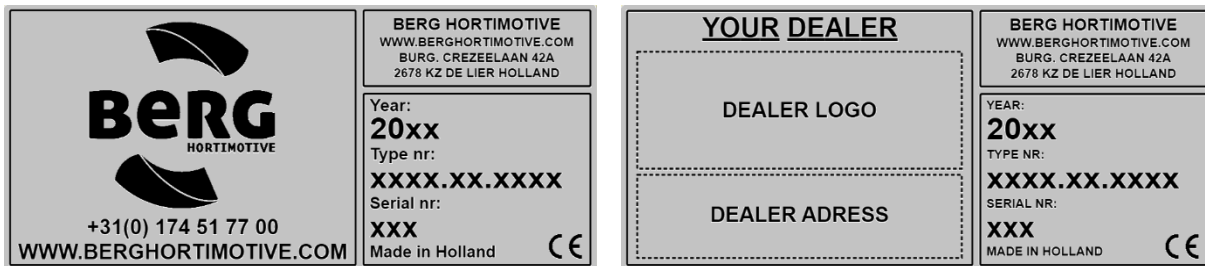 BERG
HORTIMOTIVE
+31(0) 174 51 77 00
WWW.BERGHORTIMOTIVE.COM
BERG HORTIMOTIVE
WWW.BERGHORTIMOTIVE.COM
BURG. CREZEELAAN 42A
2678 KZ DE LIER HOLLAND
Year:
20xx
Type nr:
xxxx.xx.xxxx
Serial nr:
xxx
Made in Holland
CE
YOUR DEALER
DEALER LOGO
DEALER ADRESS
BERG HORTIMOTIVE
WWW.BERGHORTIMOTIVE.COM
BURG. CREZEELAAN 42A
2678 KZ DE LIER HOLLAND
YEAR:
20xx
TYPE NR:
xxxx.xx.xxxx
SERIAL NR:
xxx
MADE IN HOLLAND
CE